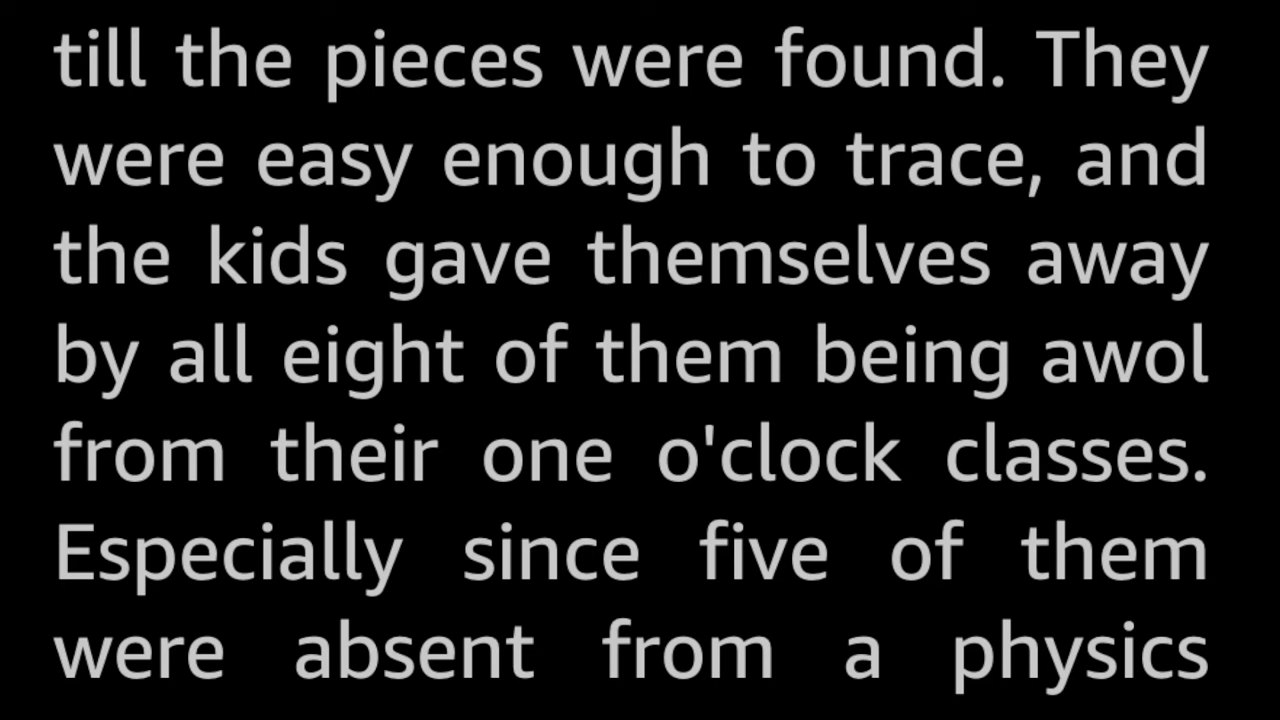 till the pieces were found. They
were easy enough to trace, and
the kids gave themselves away
by all eight of them being awol
from their one o'clock classes.
Especially since five of them
were absent from a physics